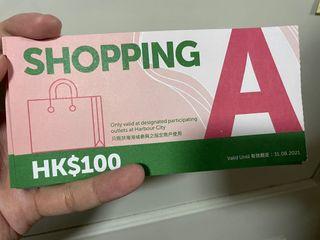 SHOPPING
A
Only valid at designated participating
outlets at Harbour City
只限於海港城參與之指定商戶使用
HK$100
Valid Until 有效期至：31.08.2021